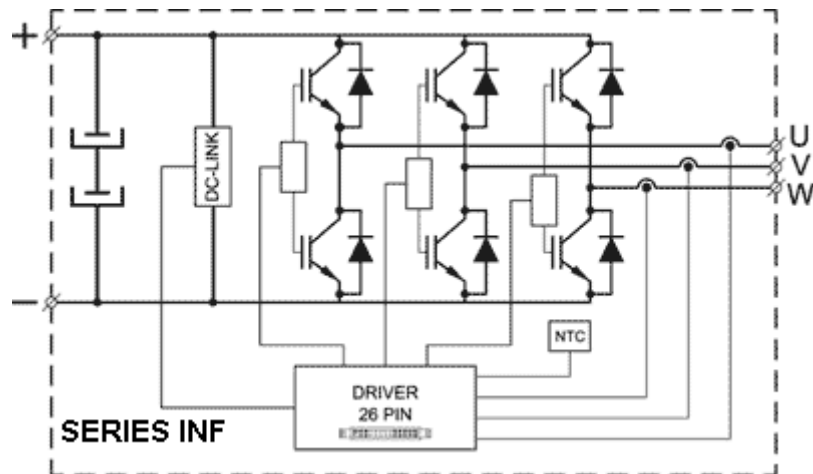 +
U
V
W
DC-LINK
−
NTC
DRIVER
26 PIN
SERIES INF